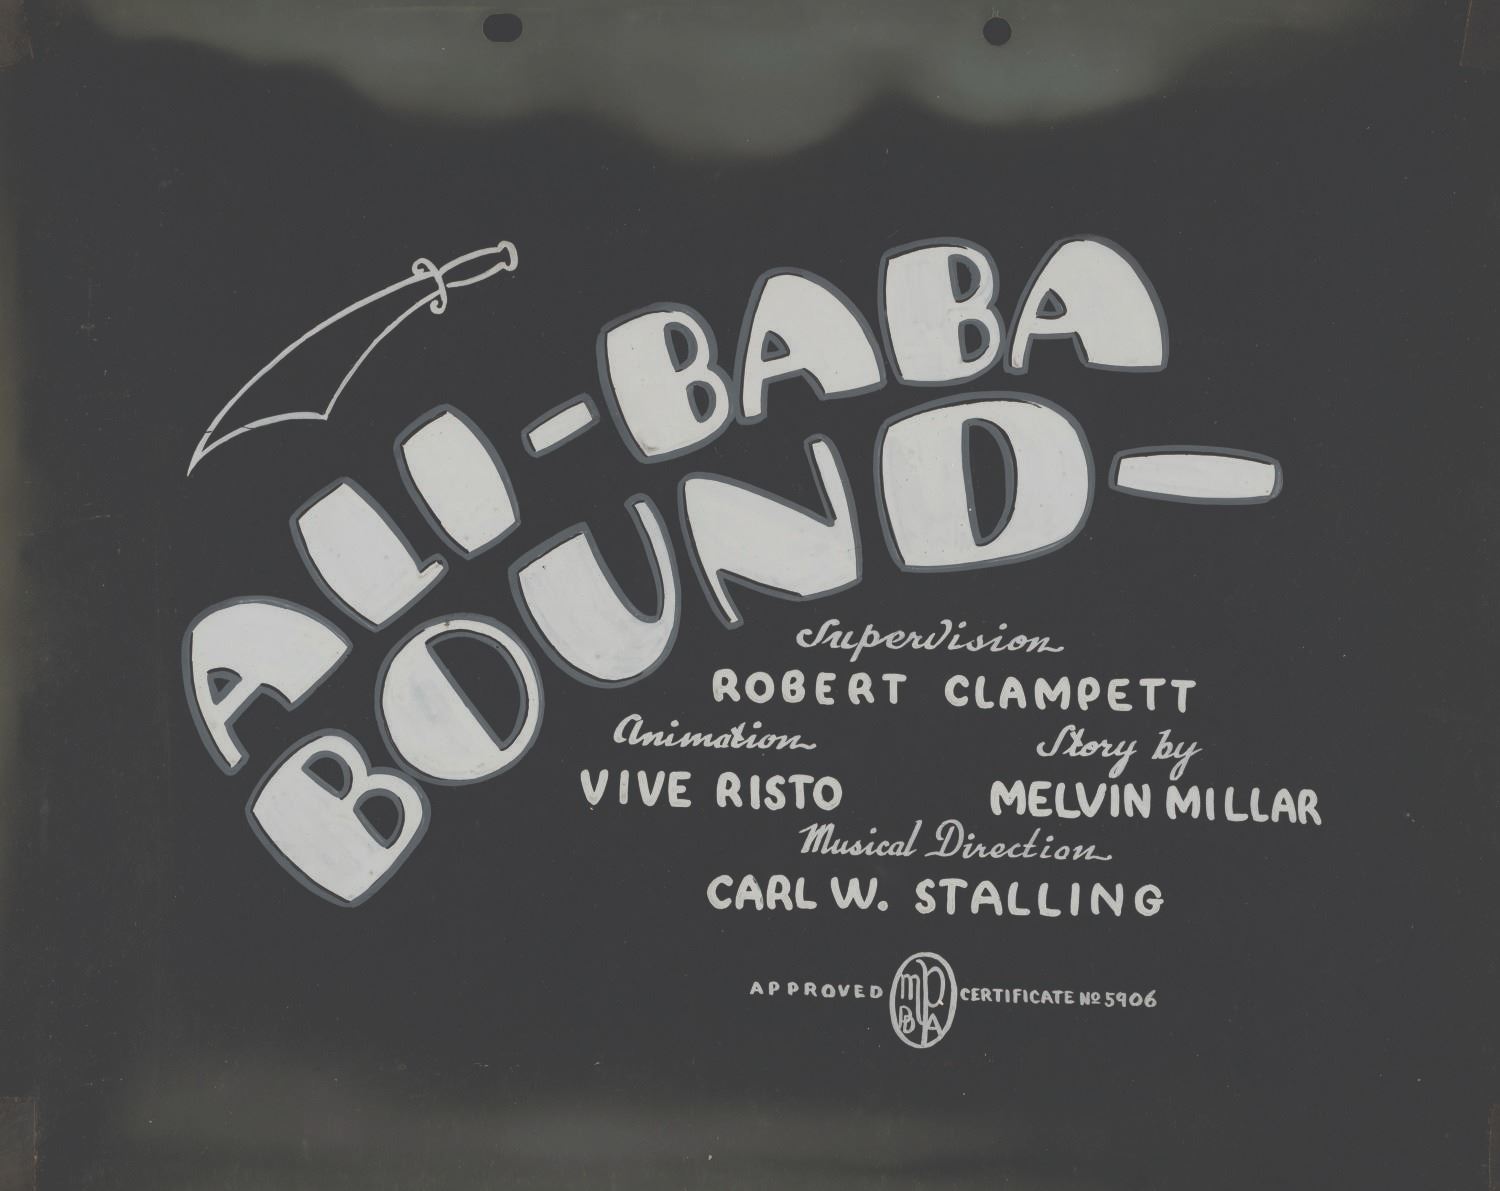 ALI-BABA
BOUND-
Supervision
ROBERT CLAMPETT
Animation
VIVE RISTO
Story by
MELVIN MILLAR
Musical Direction
CARL W. STALLING
APPROVED MPPDA CERTIFICATE Nº 5906